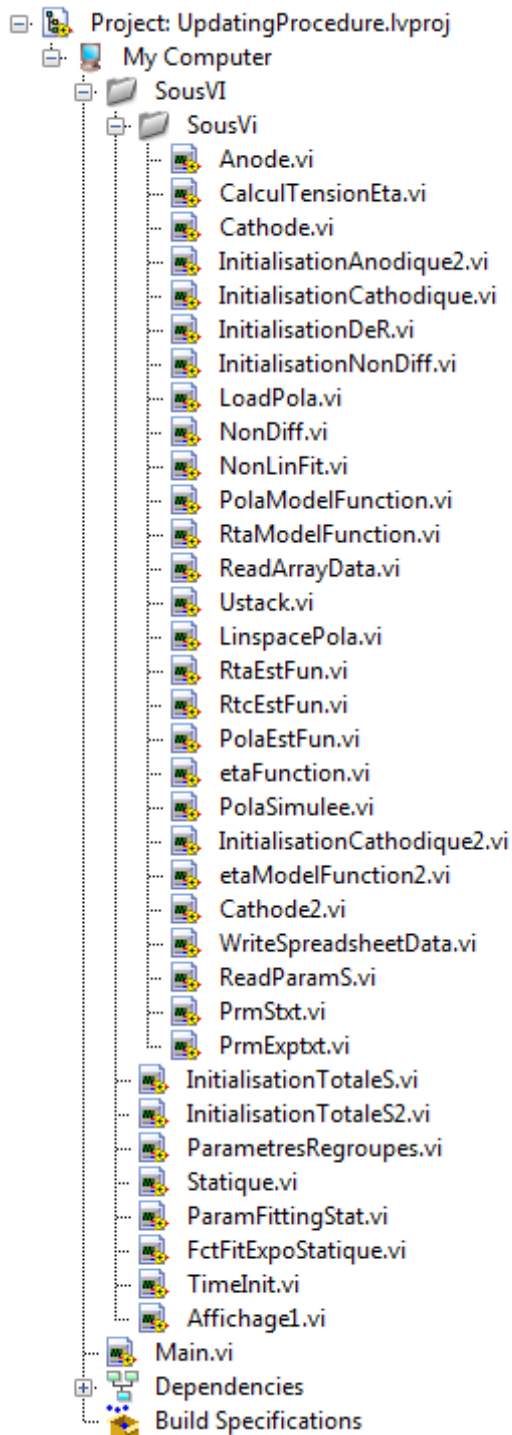 Project: UpdatingProcedure.lvproj
My Computer
SousVI
SousVi
Anode.vi
CalculTensionEta.vi
Cathode.vi
InitialisationAnodique2.vi
InitialisationCathodique.vi
InitialisationDeR.vi
InitialisationNonDiff.vi
LoadPola.vi
NonDiff.vi
NonLinFit.vi
PolaModelFunction.vi
RtaModelFunction.vi
ReadArrayData.vi
Ustack.vi
LinspacePola.vi
RtaEstFun.vi
RtcEstFun.vi
PolaEstFun.vi
etaFunction.vi
PolaSimulee.vi
InitialisationCathodique2.vi
etaModelFunction2.vi
Cathode2.vi
WriteSpreadsheetData.vi
ReadParamS.vi
PrmStxt.vi
PrmExptxt.vi
InitialisationTotaleS.vi
InitialisationTotaleS2.vi
ParametresRegroupes.vi
Statique.vi
ParamFittingStat.vi
FctFitExpoStatique.vi
TimeInit.vi
Affichage1.vi
Main.vi
Dependencies
Build Specifications